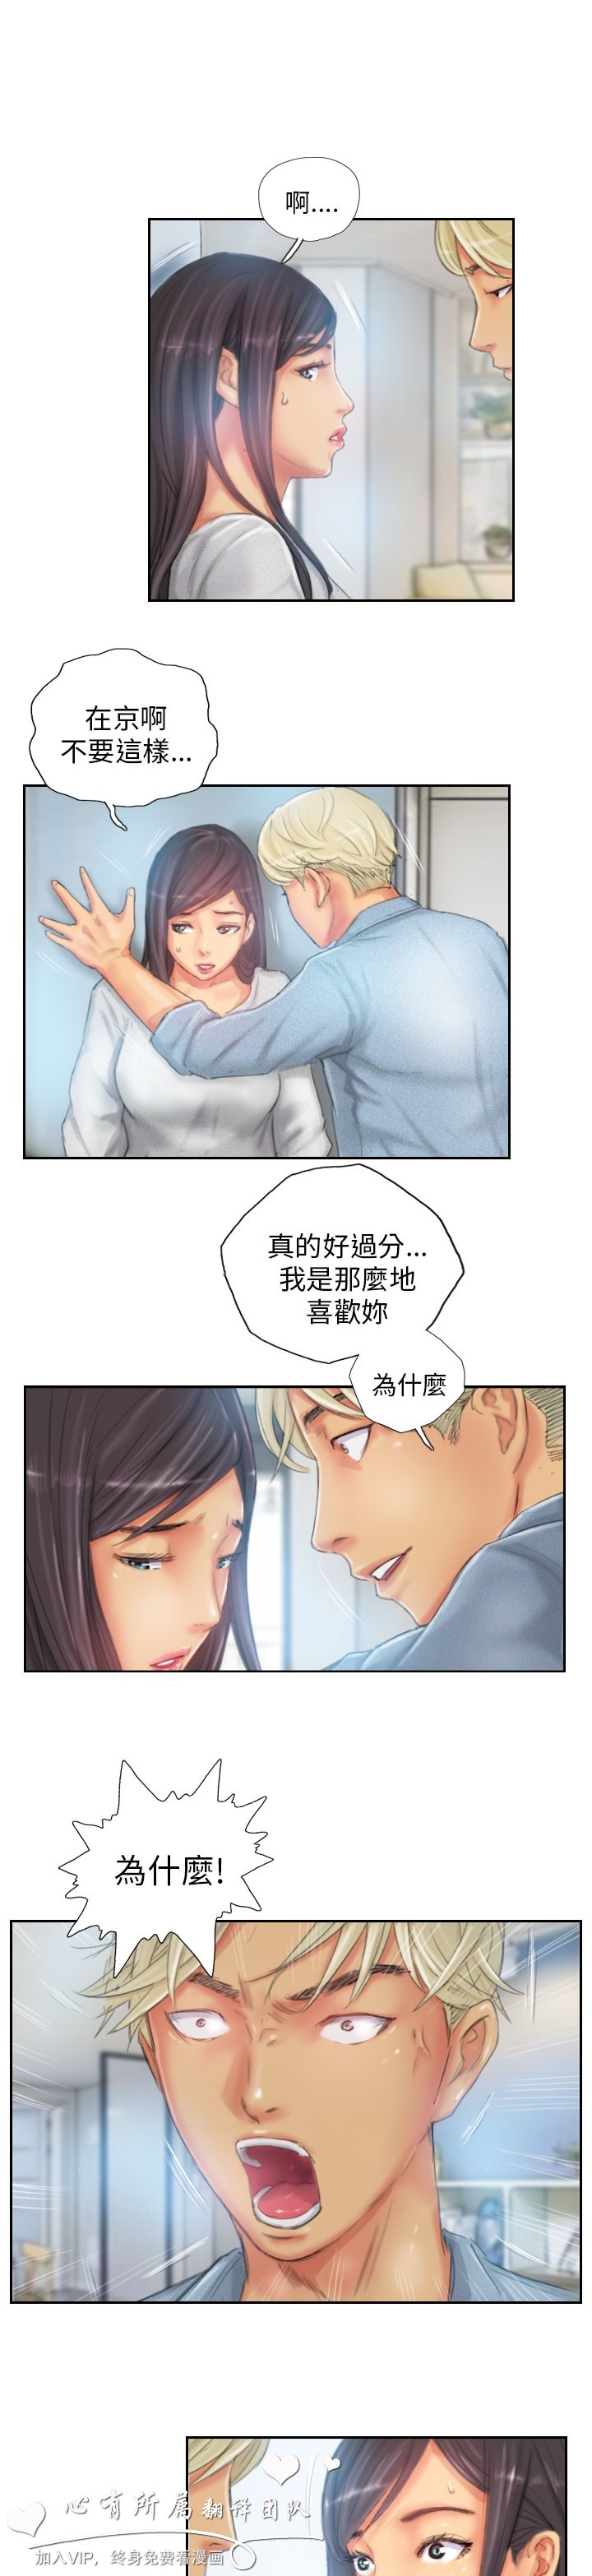 啊....
在京啊
不要這樣...
真的好過分...
我是那麼地
喜歡妳
為什麼
為什麼!
心有所属翻译团队
加入VIP，终身免费看漫画